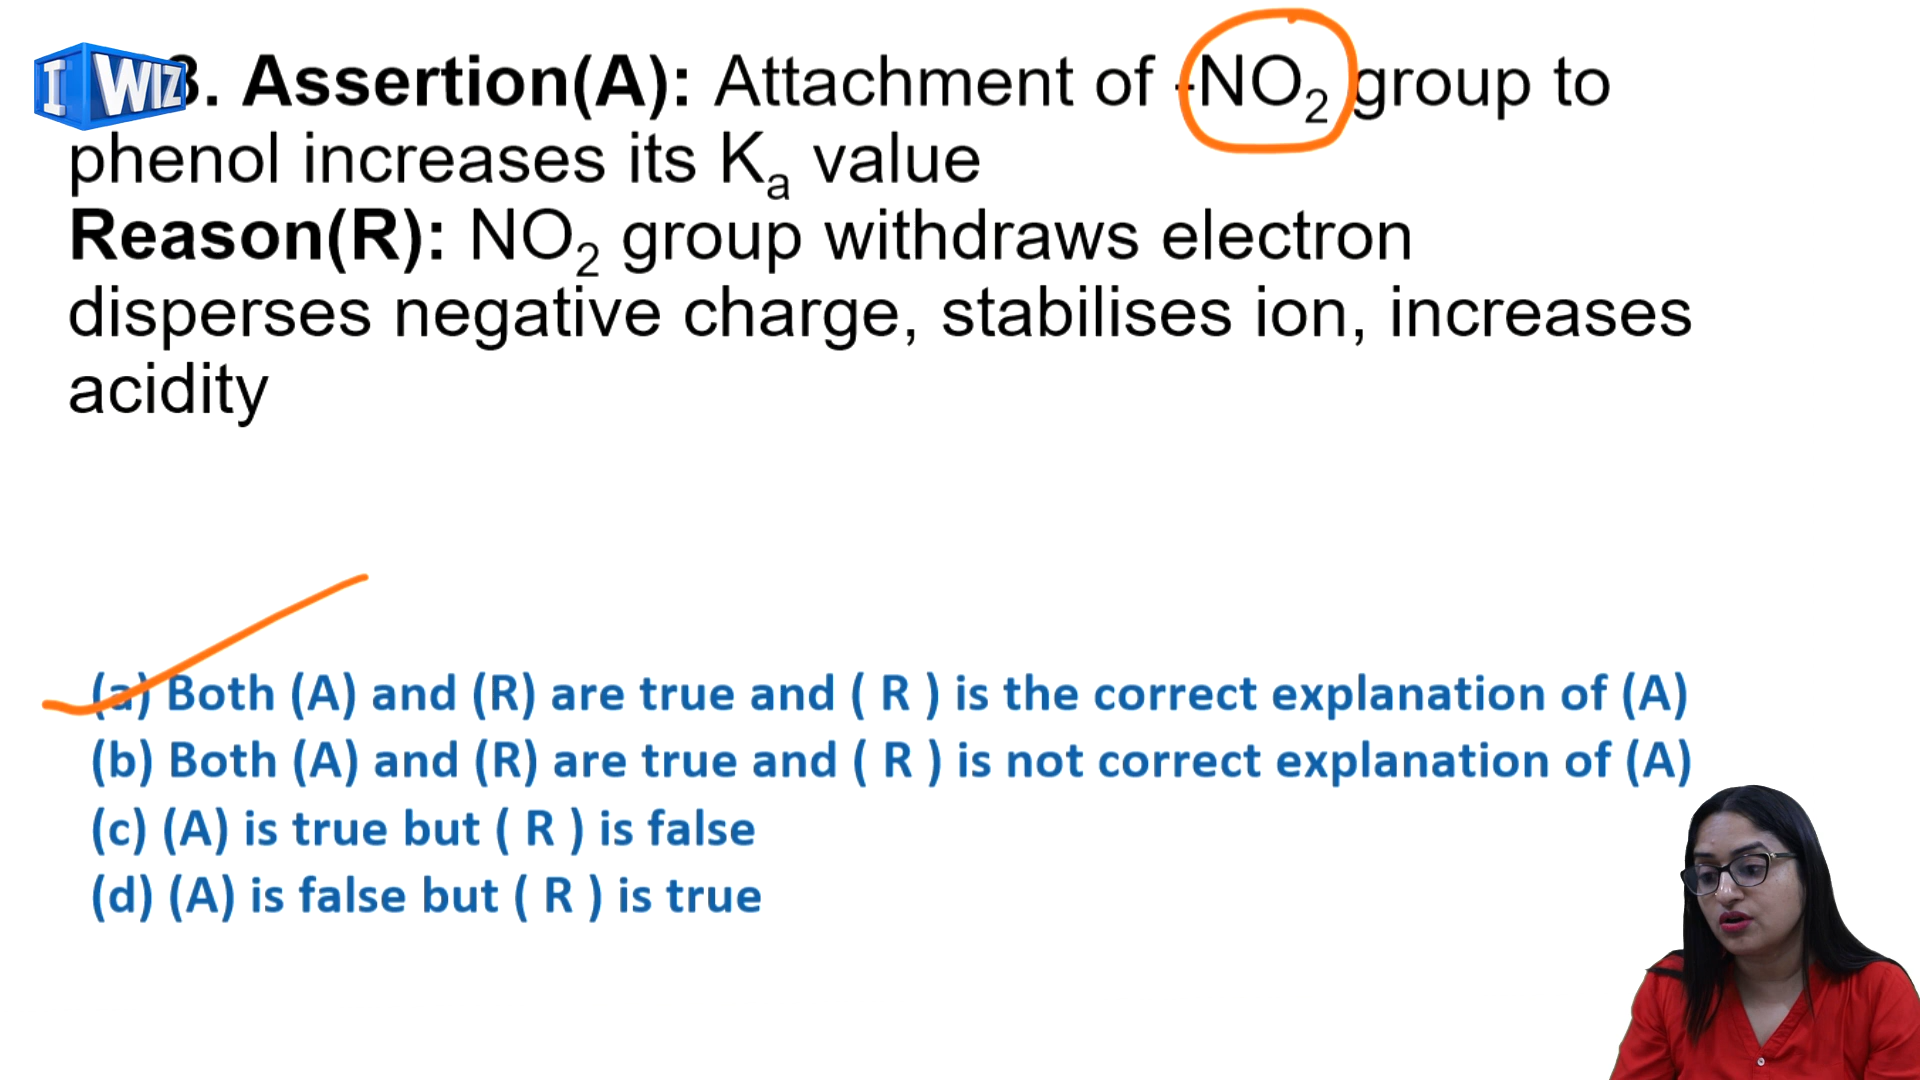 I WIZ
3. Assertion(A): Attachment of -NO₂ group to
phenol increases its Kₐ value
Reason(R): NO₂ group withdraws electron
disperses negative charge, stabilises ion, increases
acidity
(a) Both (A) and (R) are true and ( R ) is the correct explanation of (A)
(b) Both (A) and (R) are true and ( R ) is not correct explanation of (A)
(c) (A) is true but ( R ) is false
(d) (A) is false but ( R ) is true